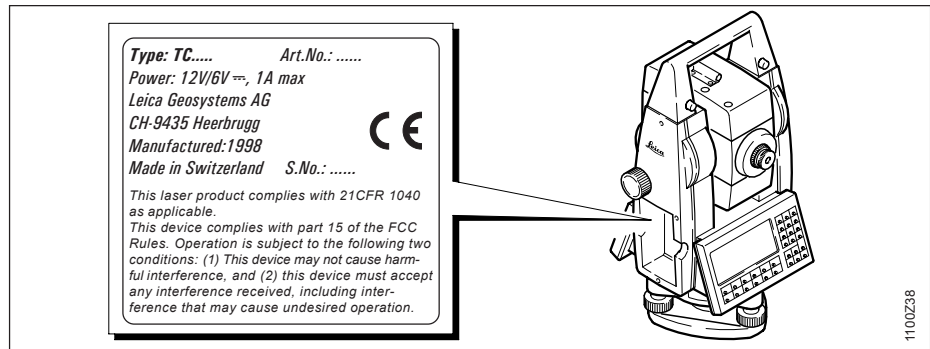 Type: TC..... Art.No.: ......
Power: 12V/6V ⎓, 1A max
Leica Geosystems AG
CH-9435 Heerbrugg
Manufactured:1998
Made in Switzerland S.No.: ......
CE
This laser product complies with 21CFR 1040
as applicable.
This device complies with part 15 of the FCC
Rules. Operation is subject to the following two
conditions: (1) This device may not cause harm-
ful interference, and (2) this device must accept
any interference received, including inter-
ference that may cause undesired operation.
Leica
1100Z38